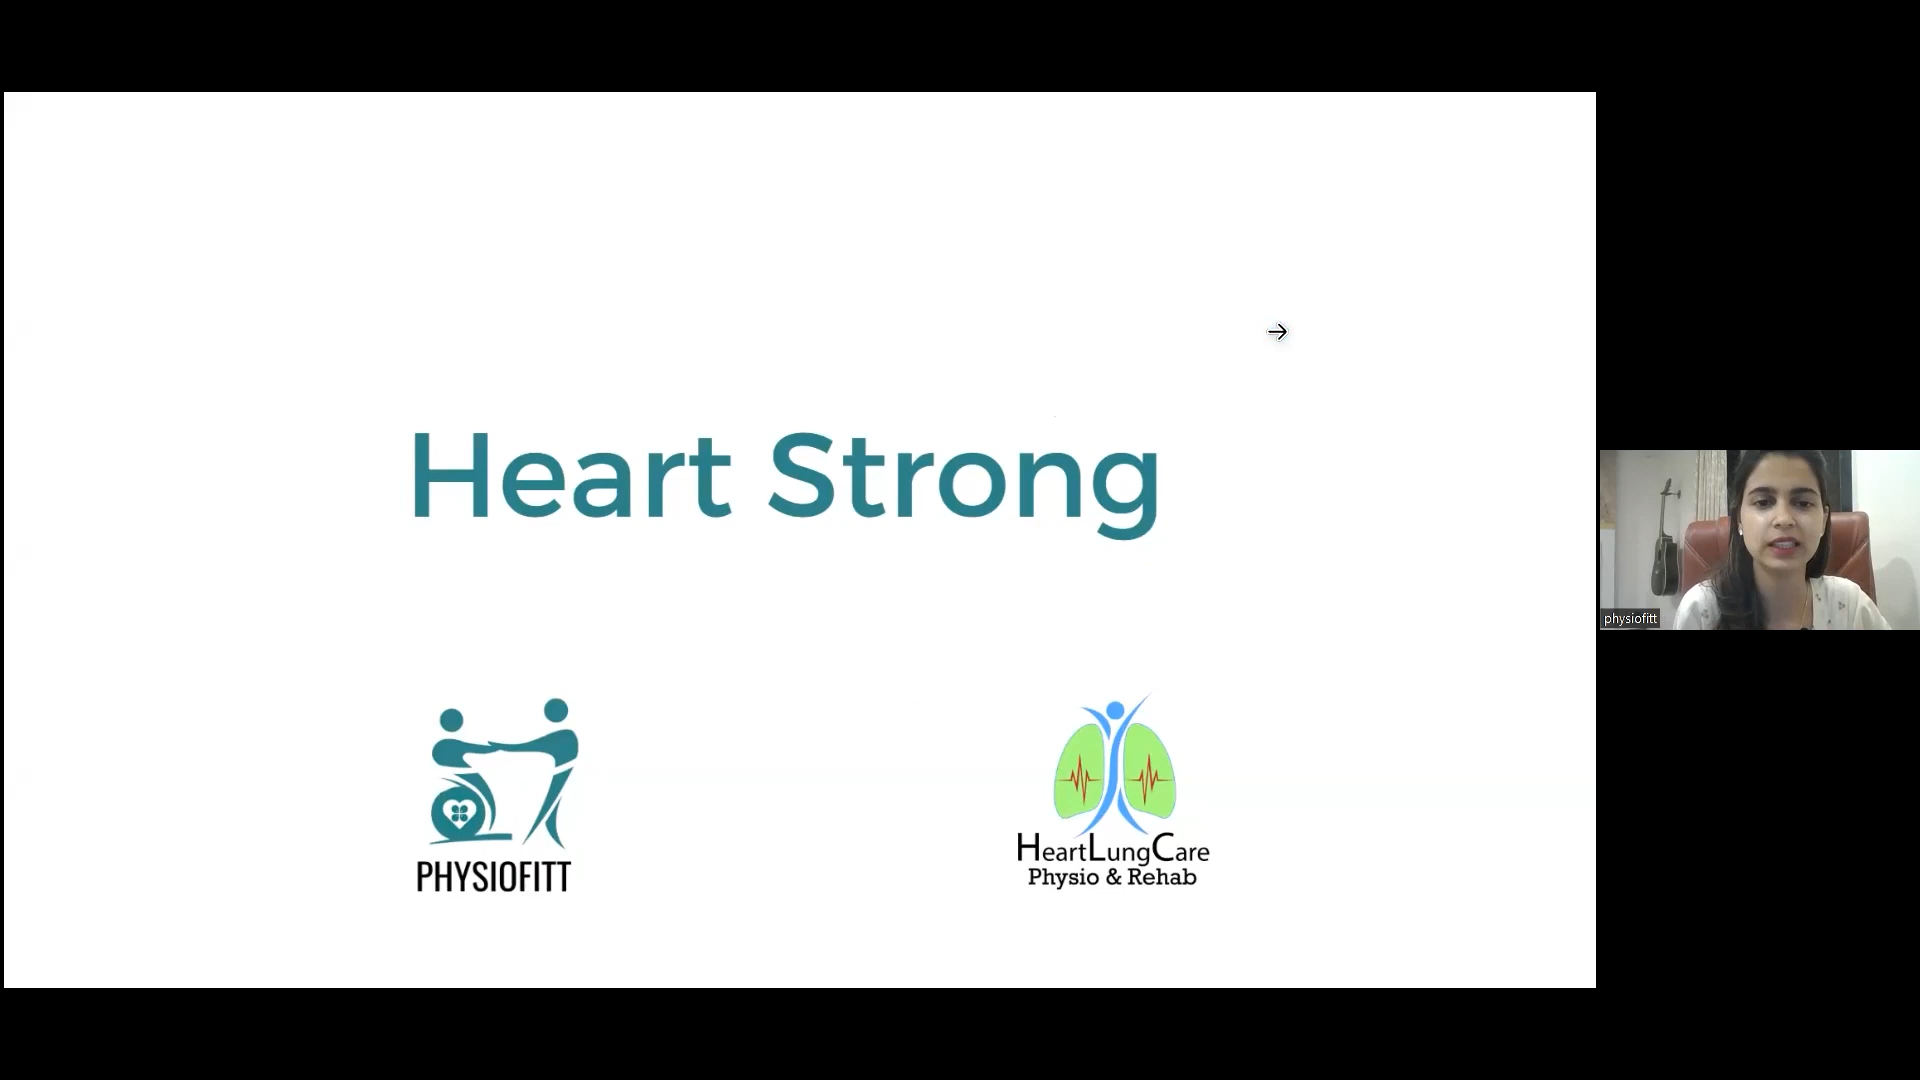 Heart Strong
PHYSIOFITT
HeartLungCare
Physio & Rehab
physiofitt